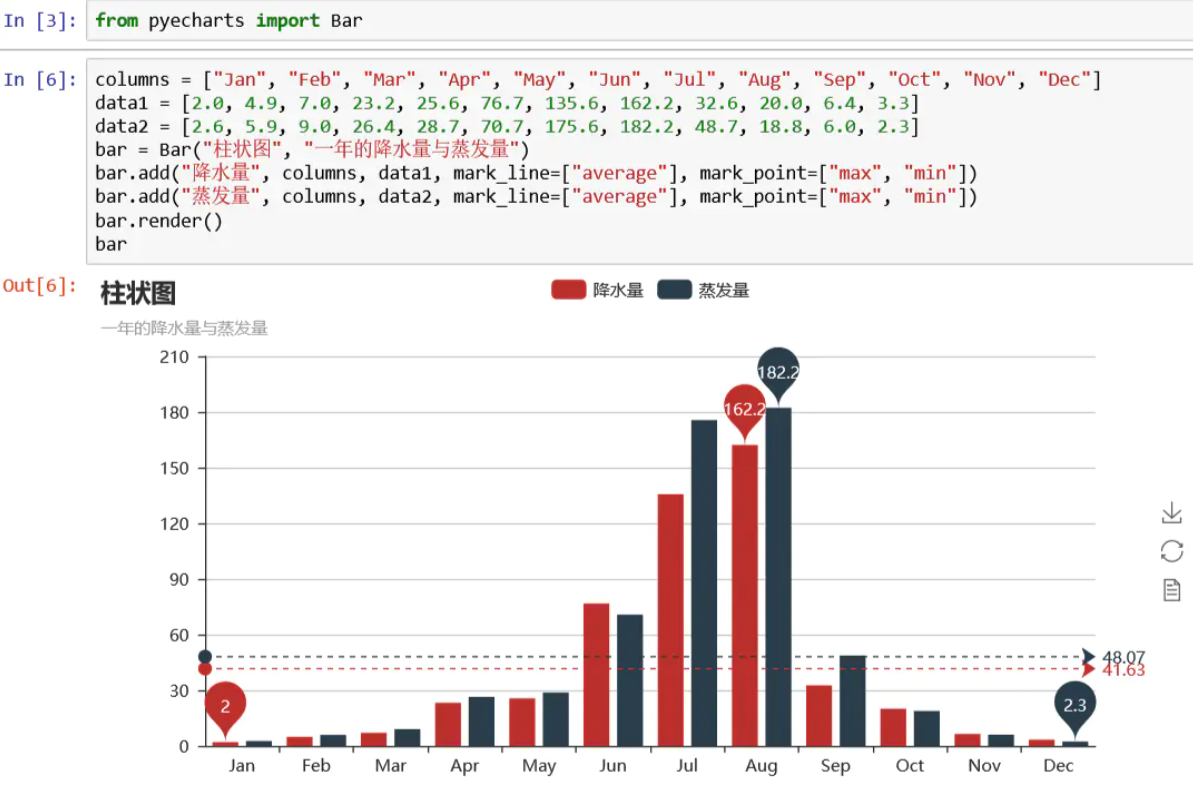 In [3]: from pyecharts import Bar
In [6]: columns = ["Jan", "Feb", "Mar", "Apr", "May", "Jun", "Jul", "Aug", "Sep", "Oct", "Nov", "Dec"]
data1 = [2.0, 4.9, 7.0, 23.2, 25.6, 76.7, 135.6, 162.2, 32.6, 20.0, 6.4, 3.3]
data2 = [2.6, 5.9, 9.0, 26.4, 28.7, 70.7, 175.6, 182.2, 48.7, 18.8, 6.0, 2.3]
bar = Bar("柱状图", "一年的降水量与蒸发量")
bar.add("降水量", columns, data1, mark_line=["average"], mark_point=["max", "min"])
bar.add("蒸发量", columns, data2, mark_line=["average"], mark_point=["max", "min"])
bar.render()
bar
Out[6]: 柱状图
降水量 蒸发量
一年的降水量与蒸发量
210
182.2
180
162.2
150
120
90
60
48.07
41.63
30
2
2.3
0
Jan Feb Mar Apr May Jun Jul Aug Sep Oct Nov Dec